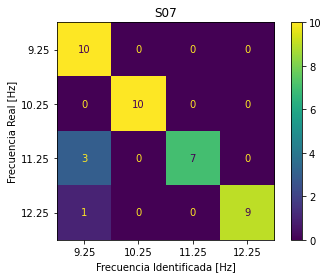 S07
Frecuencia Real [Hz]
9.25 10 0 0 0
10.25 0 10 0 0
11.25 3 0 7 0
12.25 1 0 0 9
9.25 10.25 11.25 12.25
Frecuencia Identificada [Hz]
10
8
6
4
2
0